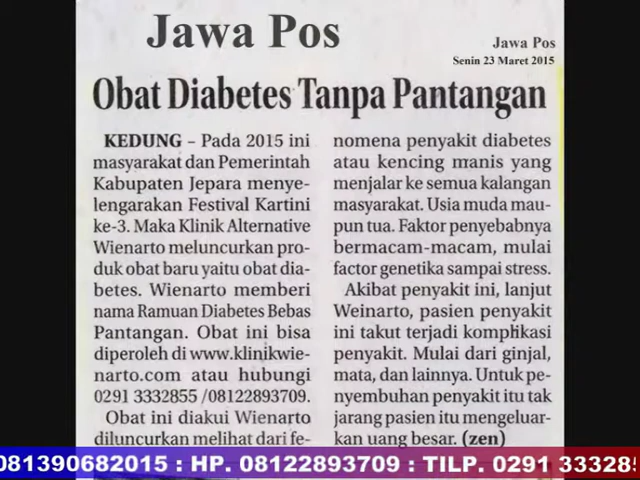 Jawa Pos
Jawa Pos
Senin 23 Maret 2015
Obat Diabetes Tanpa Pantangan
KEDUNG – Pada 2015 ini
masyarakat dan Pemerintah
Kabupaten Jepara menye-
lengarakan Festival Kartini
ke-3. Maka Klinik Alternative
Wienarto meluncurkan pro-
duk obat baru yaitu obat dia-
betes. Wienarto memberi
nama Ramuan Diabetes Bebas
Pantangan. Obat ini bisa
diperoleh di www.klinikwie-
narto.com atau hubungi
0291 3332855 /08122893709.
Obat ini diakui Wienarto
diluncurkan melihat dari fe-
nomena penyakit diabetes
atau kencing manis yang
menjalar ke semua kalangan
masyarakat. Usia muda mau-
pun tua. Faktor penyebabnya
bermacam-macam, mulai
factor genetika sampai stress.
Akibat penyakit ini, lanjut
Weinarto, pasien penyakit
ini takut terjadi komplikasi
penyakit. Mulai dari ginjal,
mata, dan lainnya. Untuk pe-
nyembuhan penyakit itu tak
jarang pasien itu mengeluar-
kan uang besar. (zen)
081390682015 : HP. 08122893709 : TILP. 0291 333285